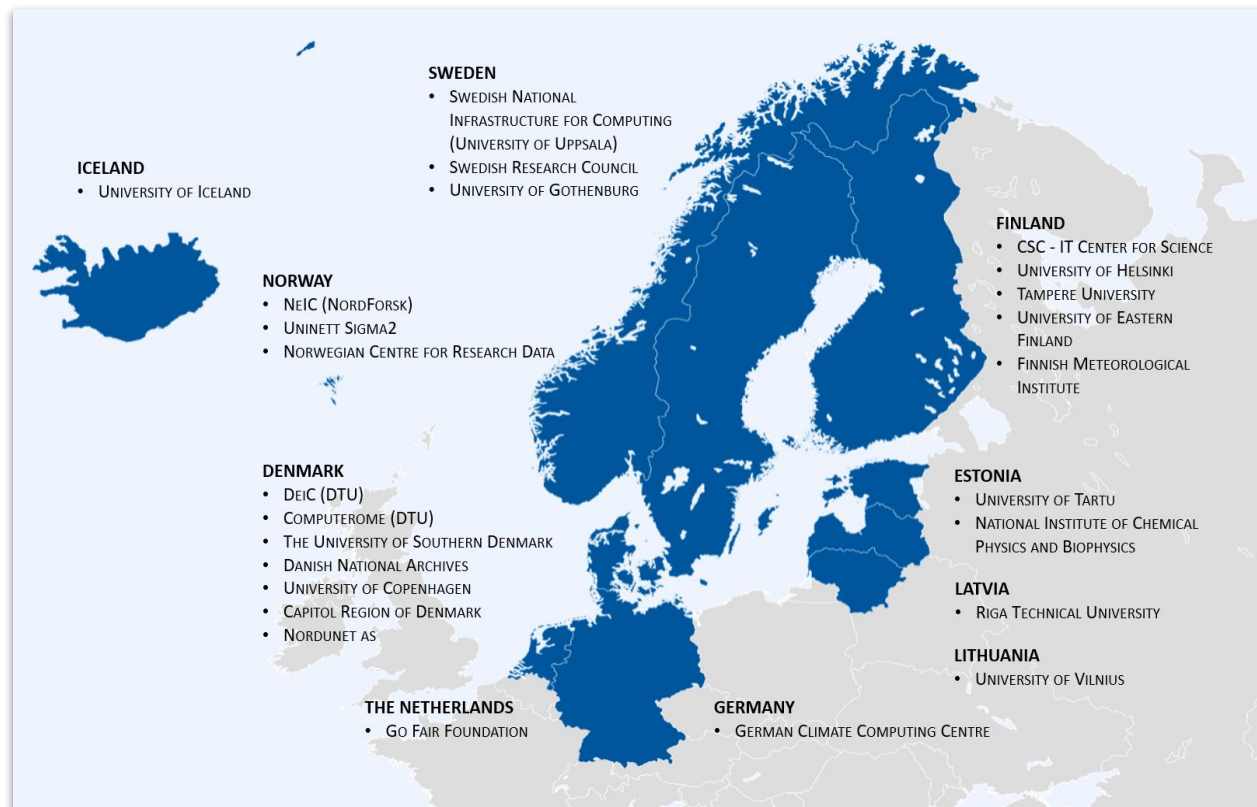 SWEDEN
• SWEDISH NATIONAL
INFRASTRUCTURE FOR COMPUTING
(UNIVERSITY OF UPPSALA)
• SWEDISH RESEARCH COUNCIL
• UNIVERSITY OF GOTHENBURG
ICELAND
• UNIVERSITY OF ICELAND
FINLAND
• CSC - IT CENTER FOR SCIENCE
• UNIVERSITY OF HELSINKI
• TAMPERE UNIVERSITY
• UNIVERSITY OF EASTERN
FINLAND
• FINNISH METEOROLOGICAL
INSTITUTE
NORWAY
• NEIC (NORDFORSK)
• UNINETT SIGMA2
• NORWEGIAN CENTRE FOR RESEARCH DATA
DENMARK
• DEIC (DTU)
• COMPUTEROME (DTU)
• THE UNIVERSITY OF SOUTHERN DENMARK
• DANISH NATIONAL ARCHIVES
• UNIVERSITY OF COPENHAGEN
• CAPITOL REGION OF DENMARK
• NORDUNET AS
ESTONIA
• UNIVERSITY OF TARTU
• NATIONAL INSTITUTE OF CHEMICAL
PHYSICS AND BIOPHYSICS
LATVIA
• RIGA TECHNICAL UNIVERSITY
LITHUANIA
• UNIVERSITY OF VILNIUS
THE NETHERLANDS
• GO FAIR FOUNDATION
GERMANY
• GERMAN CLIMATE COMPUTING CENTRE